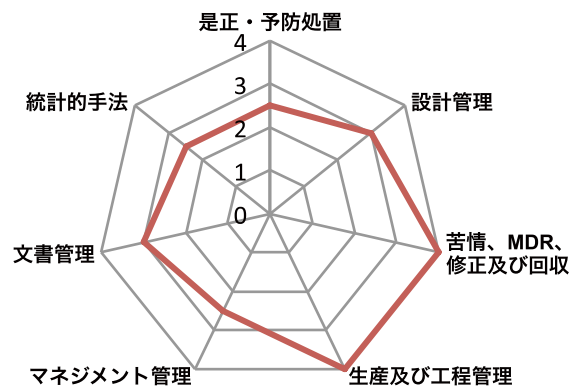 是正・予防処置
4
3
2
1
0
設計管理
苦情、MDR、
修正及び回収
生産及び工程管理
マネジメント管理
文書管理
統計的手法